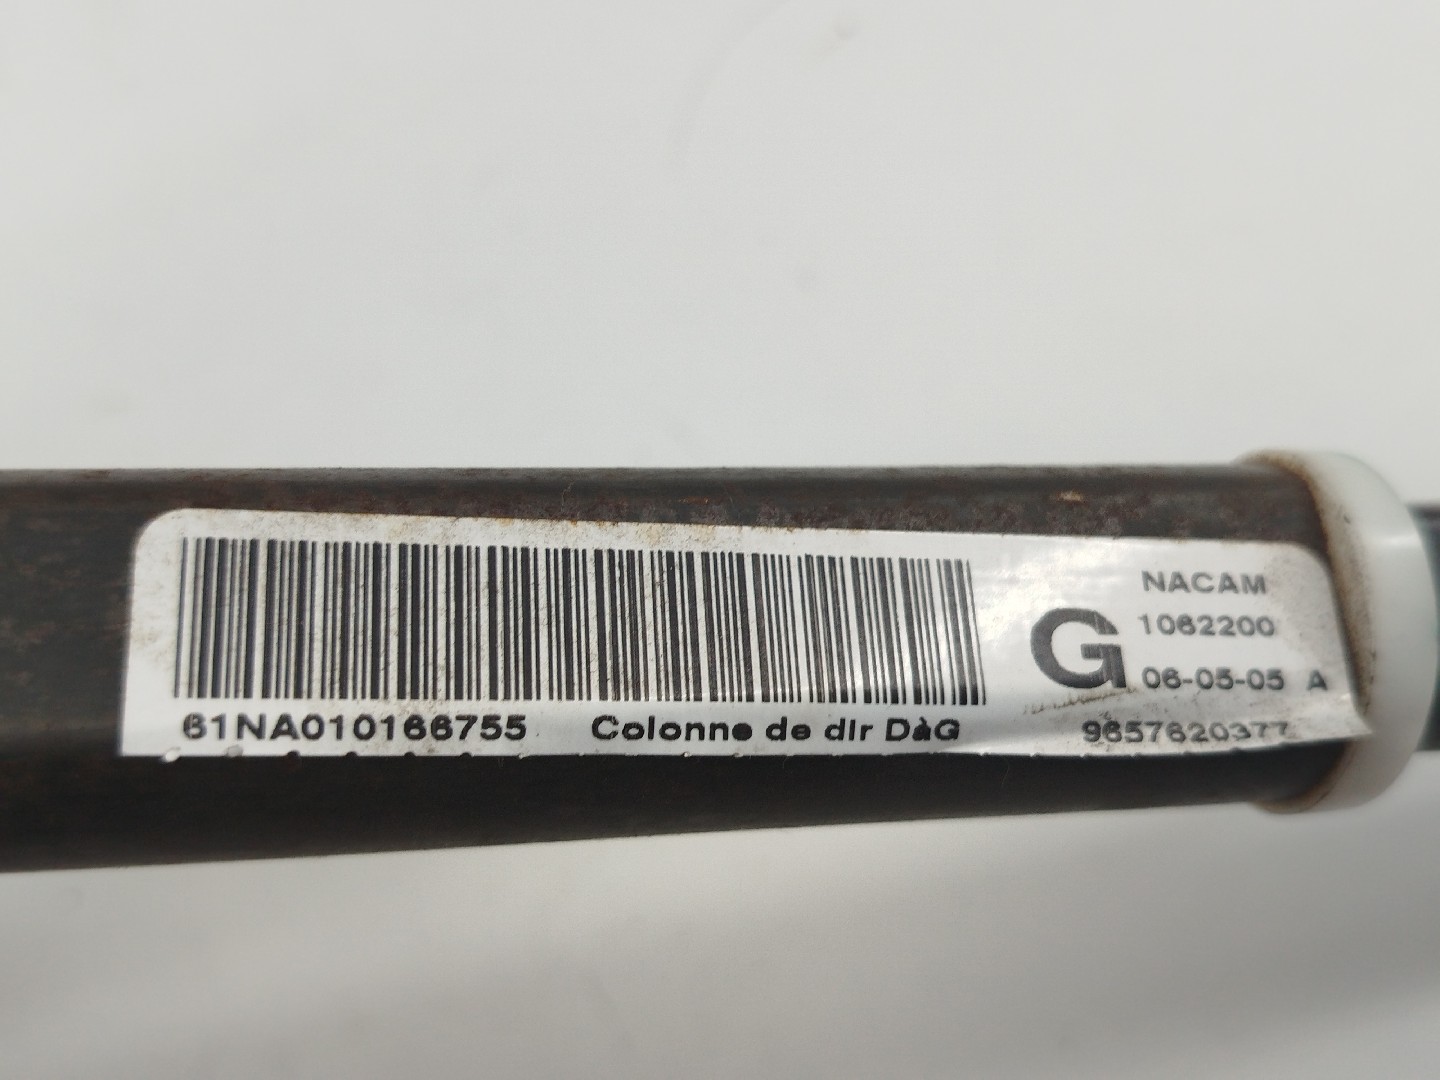 NACAM
G
1062200
06-05-05 A
61NA010166755 Colonne de dir DàG
9657620377